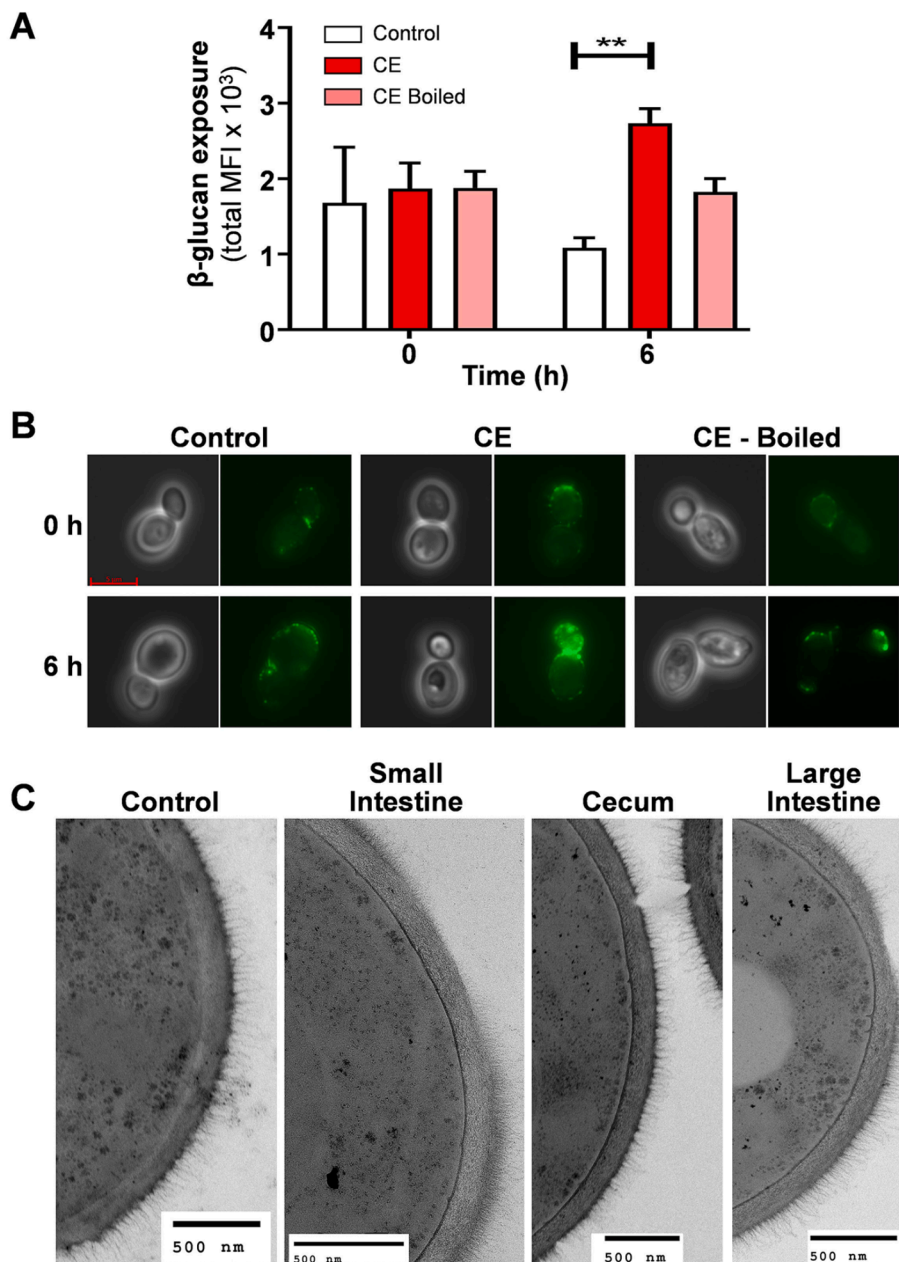 A
β-glucan exposure
(total MFI x 10³)
4
3
2
1
0
Control
CE
CE Boiled
**
0
6
Time (h)
B
Control
CE
CE - Boiled
0 h
6 h
C
Control
Small
Intestine
Cecum
Large
Intestine
500 nm
500 nm
500 nm
500 nm